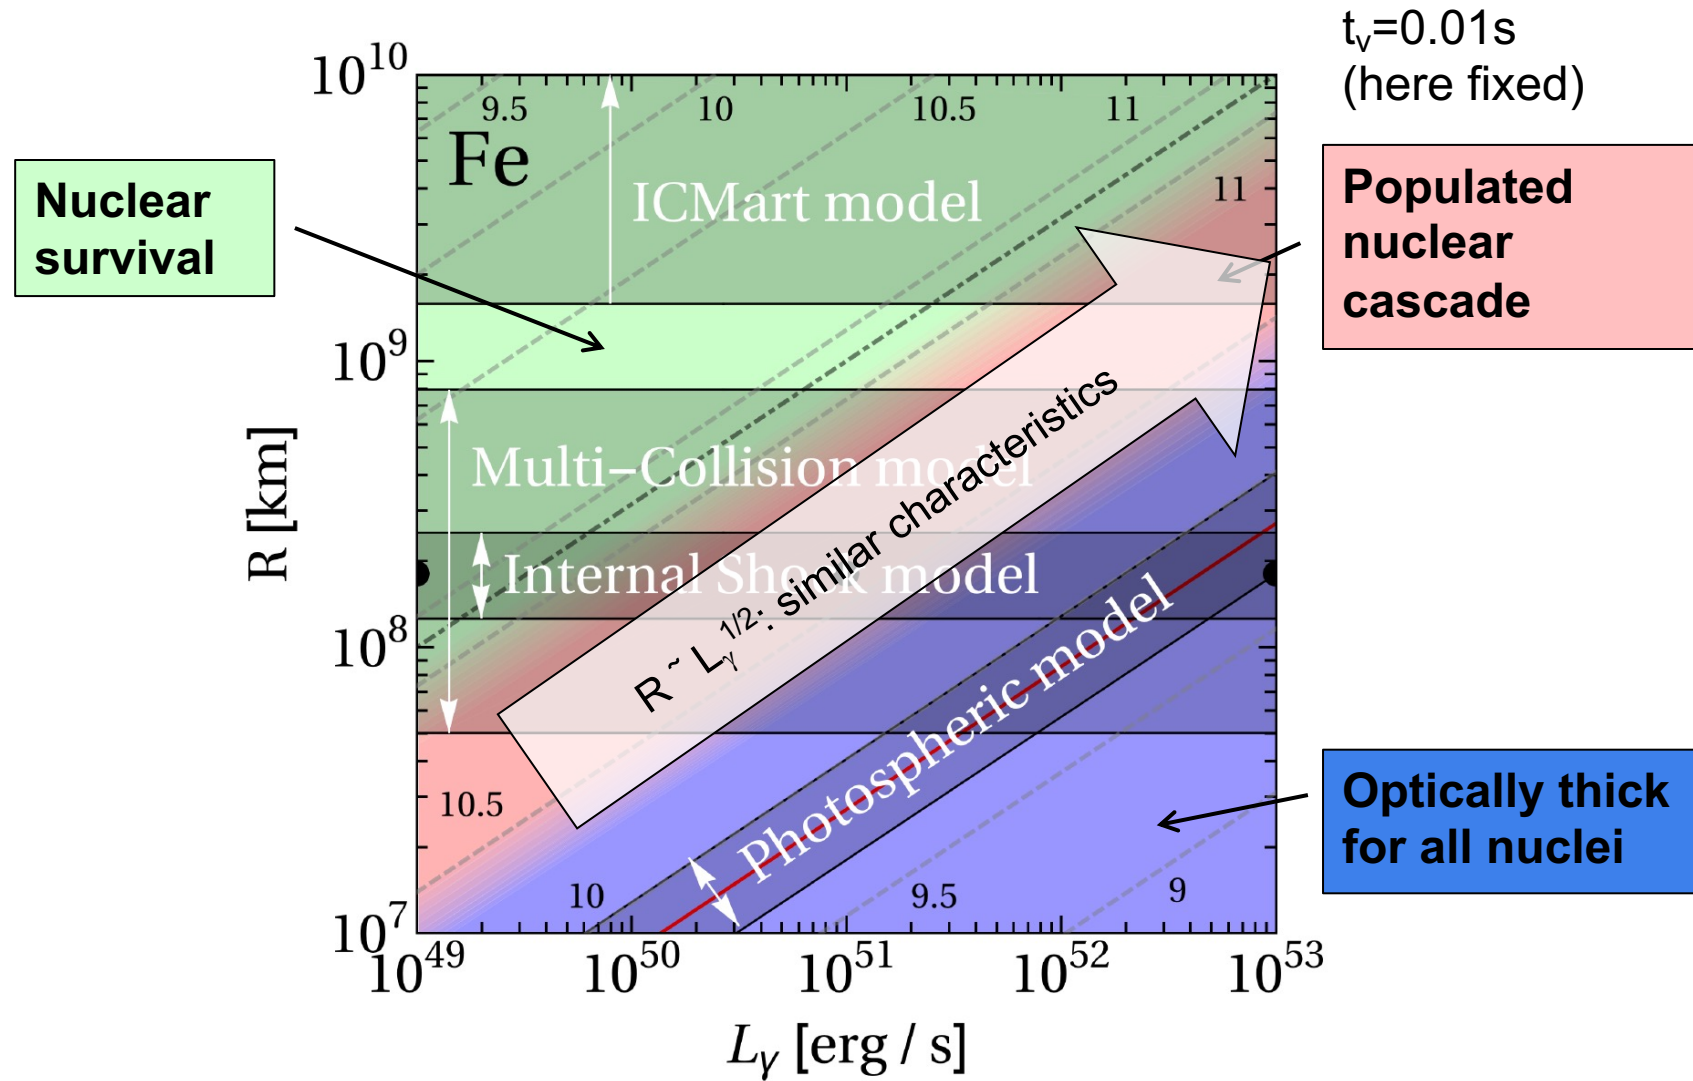 t_v=0.01s
(here fixed)
Nuclear
survival
Populated
nuclear
cascade
Optically thick
for all nuclei
Fe
9.5
10
10.5
11
11
ICMart model
Multi–Collision model
Internal Shock model
Photospheric model
R ~ L_γ^1/2: similar characteristics
10.5
10
9.5
9
R [km]
10^10
10^9
10^8
10^7
10^49
10^50
10^51
10^52
10^53
L_γ [erg / s]